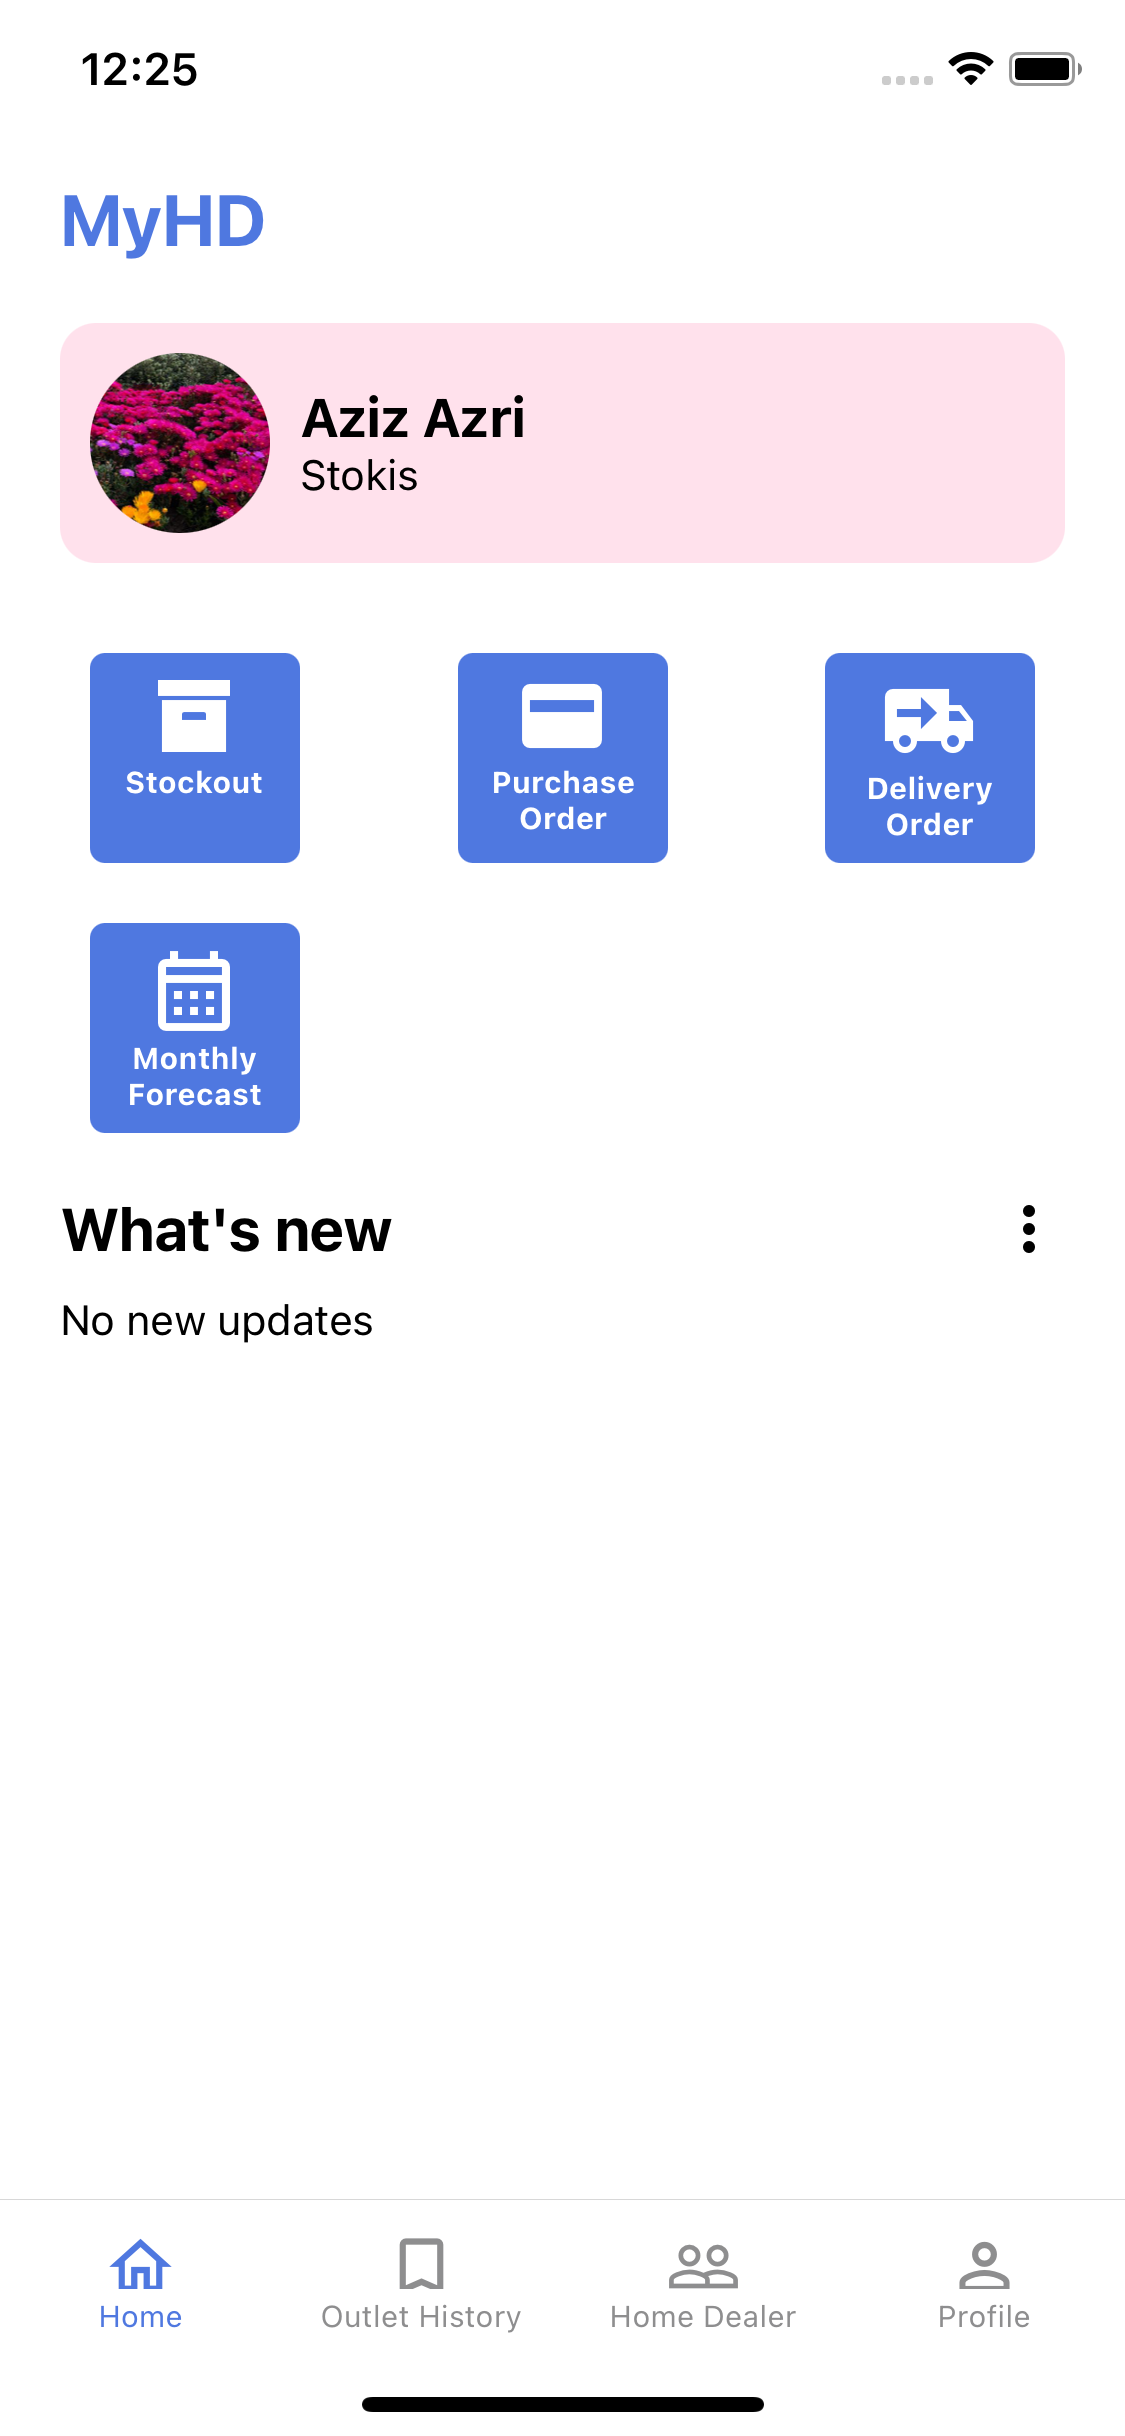 12:25
MyHD
Aziz Azri
Stokis
Stockout
Purchase
Order
Delivery
Order
Monthly
Forecast
What's new
No new updates
Home
Outlet History
Home Dealer
Profile